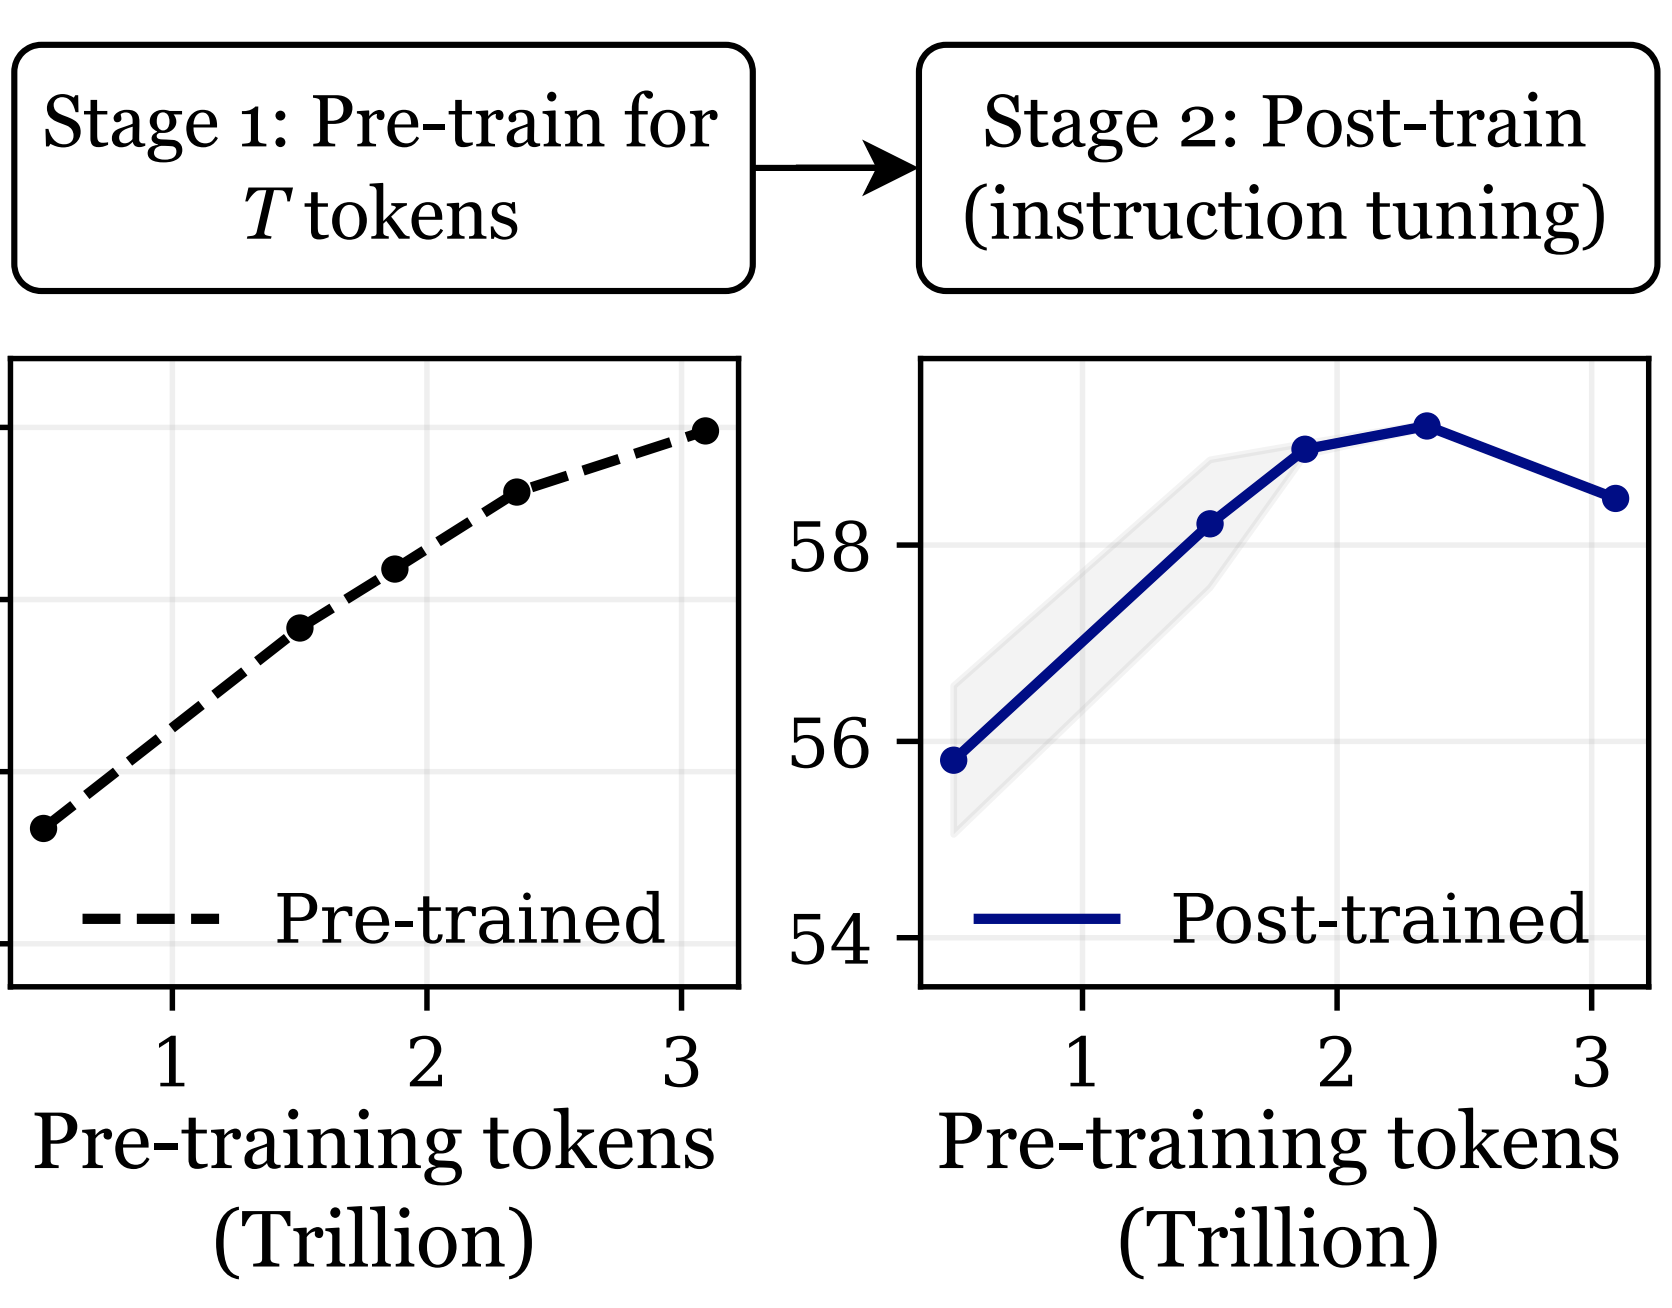 Stage 1: Pre-train for
T tokens
Stage 2: Post-train
(instruction tuning)
Pre-trained
1 2 3
Pre-training tokens
(Trillion)
58
56
54
Post-trained
1 2 3
Pre-training tokens
(Trillion)